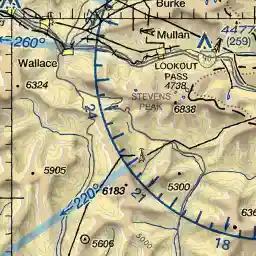 Burke
Mullan
4477
(259)
260°
Wallace
LOOKOUT
PASS
4738
6324
STEVENS
PEAK
6838
24
5905
5300
6183
220°
21
5000
5606
18